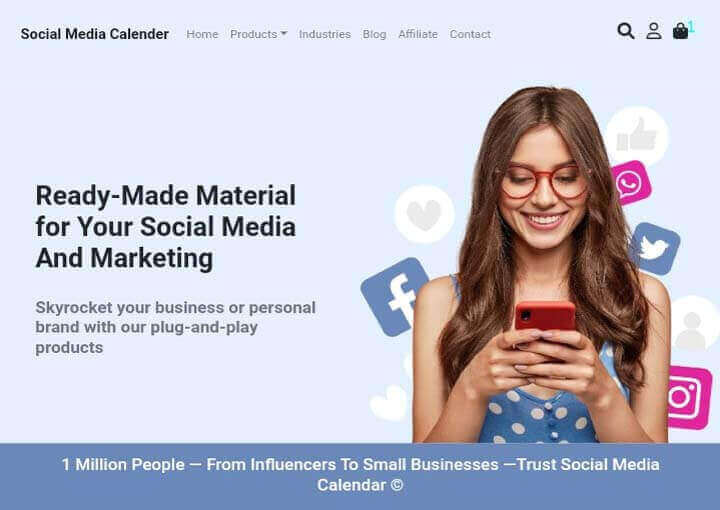 Social Media Calender Home Products Industries Blog Affiliate Contact 1
Ready-Made Material
for Your Social Media
And Marketing
Skyrocket your business or personal
brand with our plug-and-play
products
1 Million People — From Influencers To Small Businesses —Trust Social Media
Calendar ©